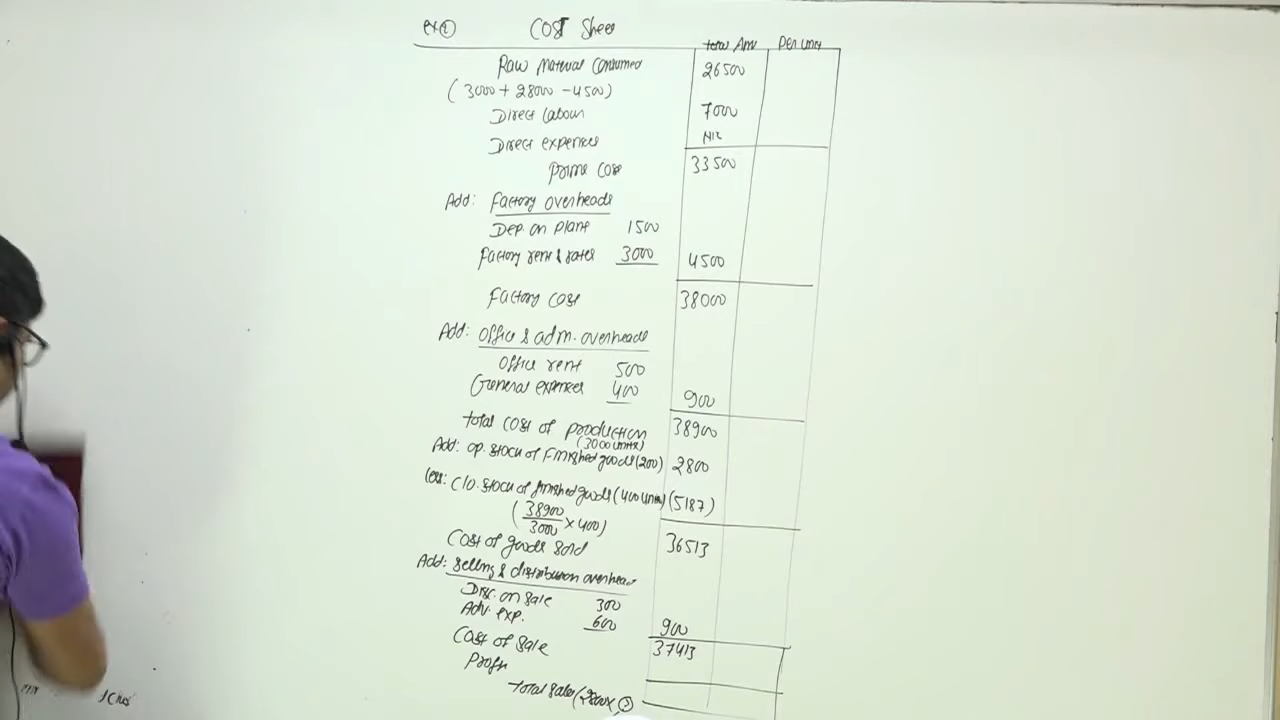 ex① Cost Sheet
total Amt Per unit
Raw Material Consumed 26500
(3000 + 28000 - 4500)
Direct Labour 7000
Direct expenses Nil
Prime Cost 33500
Add: Factory overheads
Dep on plant 1500
Factory rent & rates 3000 4500
Factory Cost 38000
Add: Office & adm. overheads
Office rent 500
General expenses 400 900
total Cost of production 38900
(3000 units)
Add: op. stock of Finished goods (200) 2800
Less: Clo. stock of finished goods (400 units) (5187)
(38900/3000 × 400)
Cost of goods sold 36513
Add: Selling & distribution overheads
Disc. on sale 300
Adv. exp. 600 900
Cost of Sale 37413
Profit
total sales (2800 × ?)